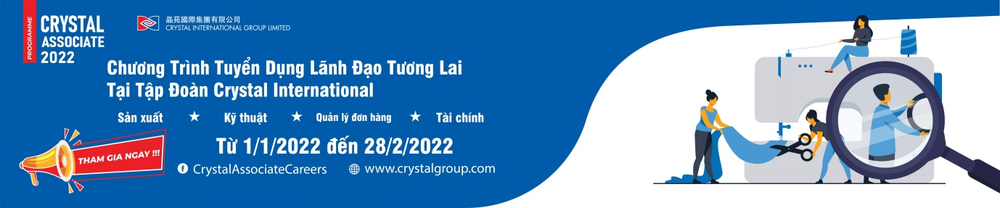 PROGRAMME
CRYSTAL
ASSOCIATE
2022
晶苑國際集團有限公司
CRYSTAL INTERNATIONAL GROUP LIMITED
Chương Trình Tuyển Dụng Lãnh Đạo Tương Lai
Tại Tập Đoàn Crystal International
Sản xuất ★ Kỹ thuật ★ Quản lý đơn hàng ★ Tài chính
THAM GIA NGAY !!!
Từ 1/1/2022 đến 28/2/2022
CrystalAssociateCareers www.crystalgroup.com